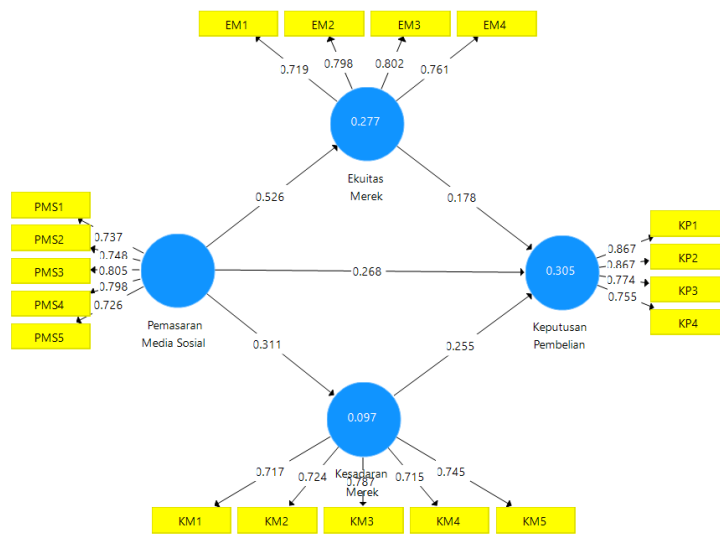 EM1 EM2 EM3 EM4
0.719 0.798 0.802 0.761
0.277
Ekuitas
Merek
0.526 0.178
PMS1
PMS2
PMS3
PMS4
PMS5
0.737
0.748
0.805
0.798
0.726
Pemasaran
Media Sosial
0.268
0.305
Keputusan
Pembelian
0.867
0.867
0.774
0.755
KP1
KP2
KP3
KP4
0.311 0.255
0.097
Kesadaran
Merek
0.717 0.724 0.787 0.715 0.745
KM1 KM2 KM3 KM4 KM5